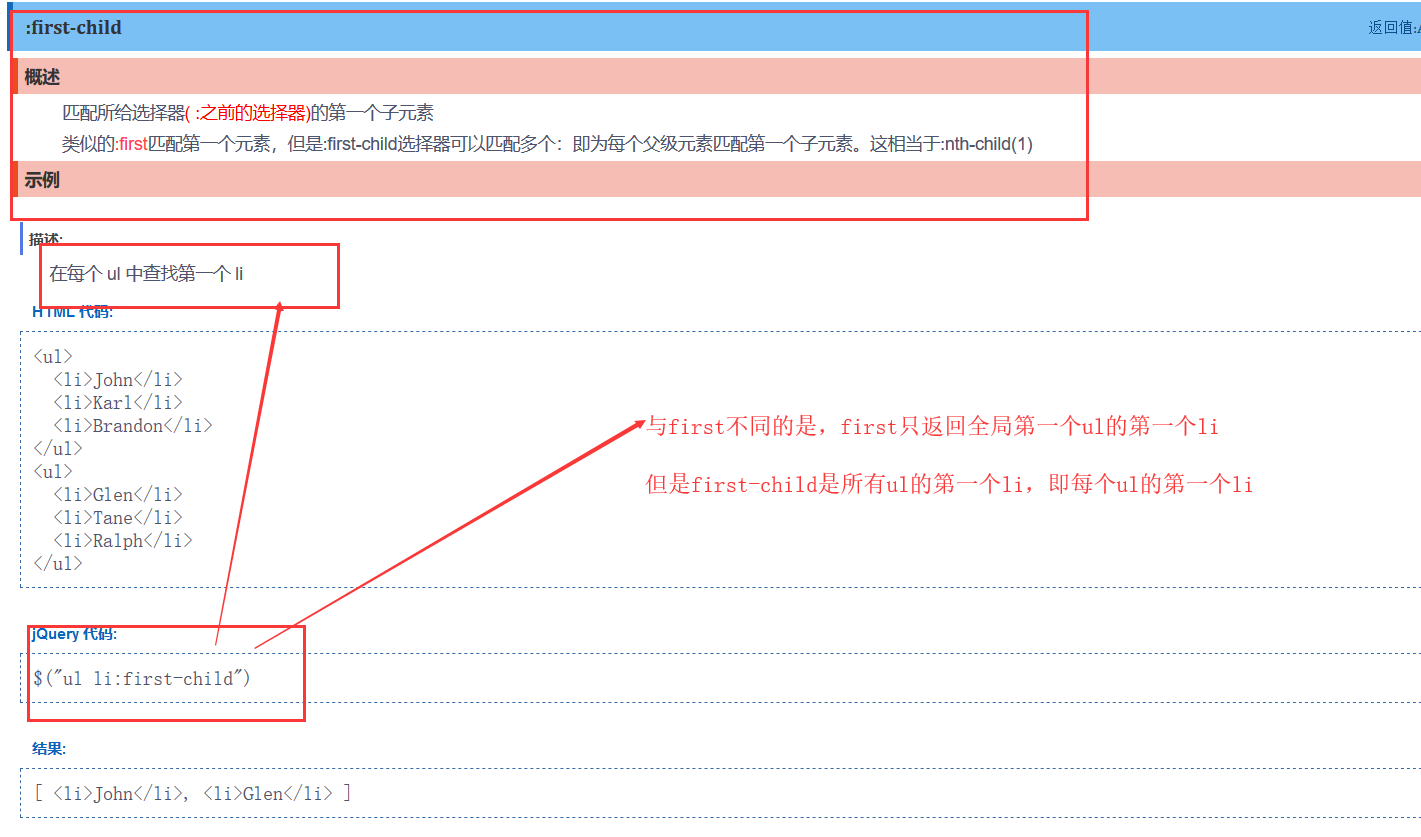 :first-child
返回值:A
概述
匹配所给选择器( :之前的选择器)的第一个子元素
类似的:first匹配第一个元素，但是:first-child选择器可以匹配多个：即为每个父级元素匹配第一个子元素。这相当于:nth-child(1)
示例
描述:
在每个 ul 中查找第一个 li
HTML 代码:
<ul>
<li>John</li>
<li>Karl</li>
<li>Brandon</li>
</ul>
<ul>
<li>Glen</li>
<li>Tane</li>
<li>Ralph</li>
</ul>
与first不同的是，first只返回全局第一个ul的第一个li
但是first-child是所有ul的第一个li，即每个ul的第一个li
jQuery 代码:
$("ul li:first-child")
结果:
[ <li>John</li>, <li>Glen</li> ]